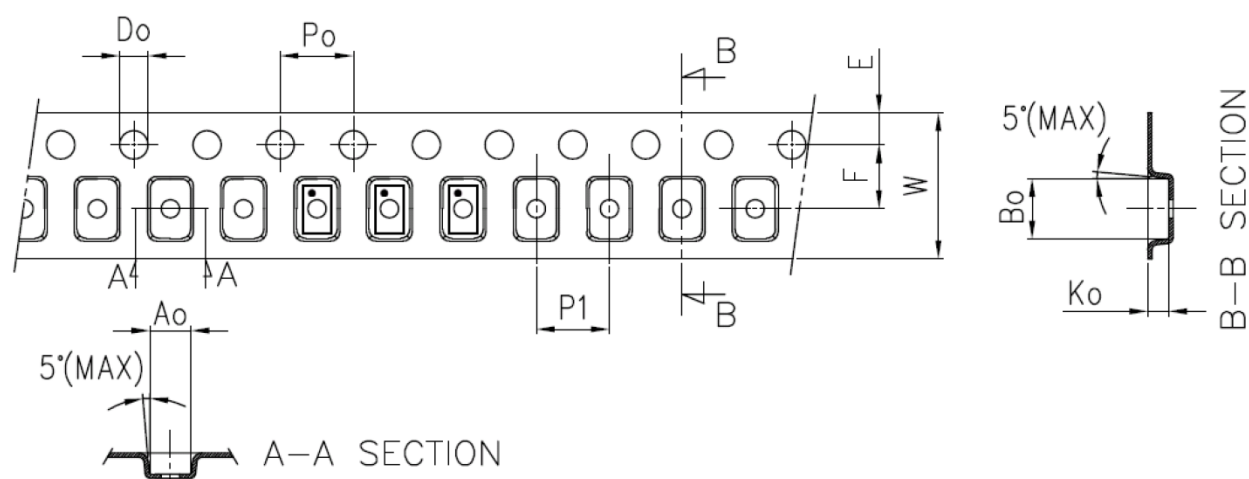 Do
Po
B
E
5°(MAX)
F
W
Bo
B-B SECTION
A
A
Ko
B
P1
Ao
5°(MAX)
A-A SECTION